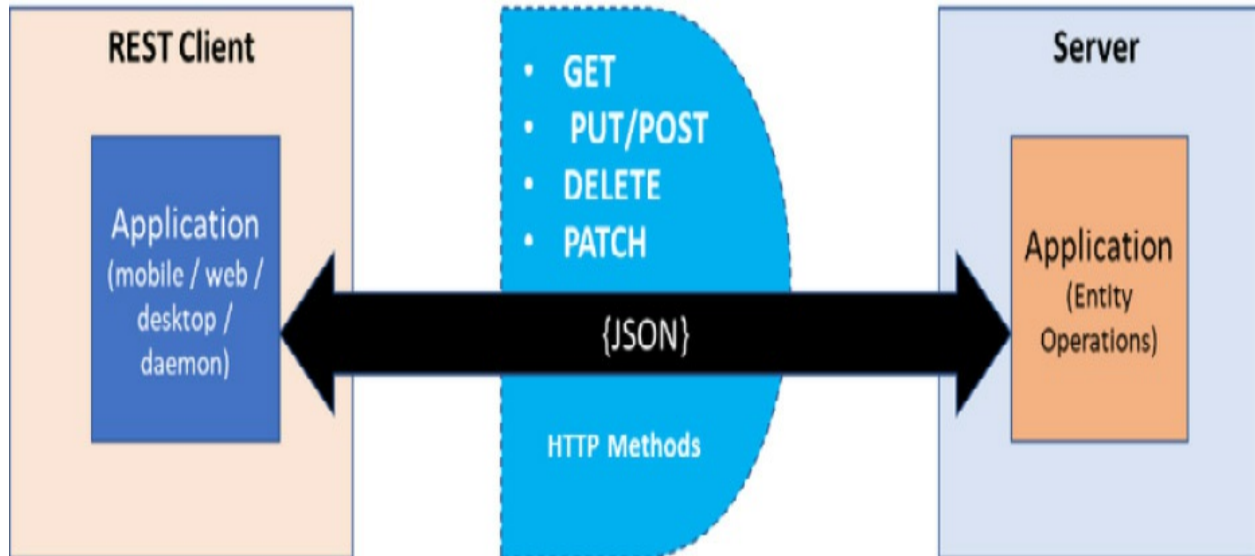 REST Client
Application
(mobile / web /
desktop /
daemon)
• GET
• PUT/POST
• DELETE
• PATCH
{JSON}
HTTP Methods
Server
Application
(Entity
Operations)